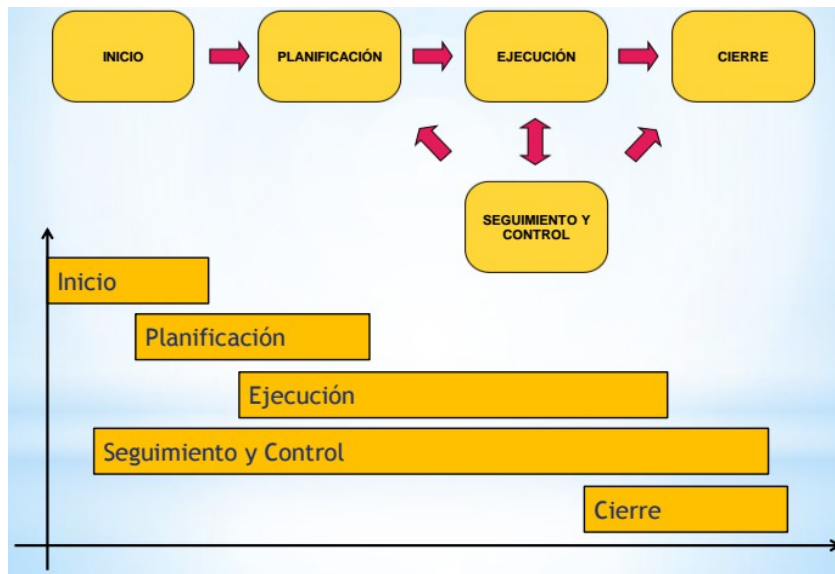 INICIO
PLANIFICACIÓN
EJECUCIÓN
CIERRE
SEGUIMIENTO Y
CONTROL
Inicio
Planificación
Ejecución
Seguimiento y Control
Cierre